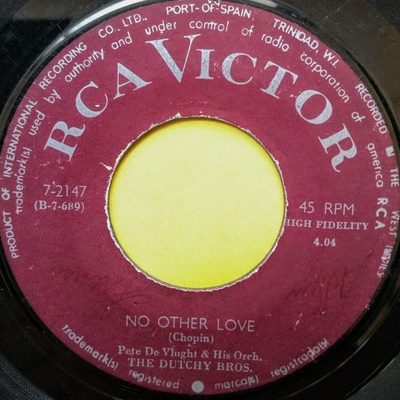 PRODUCT OF INTERNATIONAL RECORDING CO., LTD., PORT-OF-SPAIN, TRINIDAD, W.I. RECORDED IN THE WEST INDIES
trademark(s) used by authority and under control of radio corporation of america RCA
RCA VICTOR
7-2147
(B-7-689)
45 RPM
HIGH FIDELITY
4.04
NO OTHER LOVE
(Chopin)
Pete De Vlught & His Orch.
THE DUTCHY BROS.
trademark(s) registered marca(s) registrada(s)